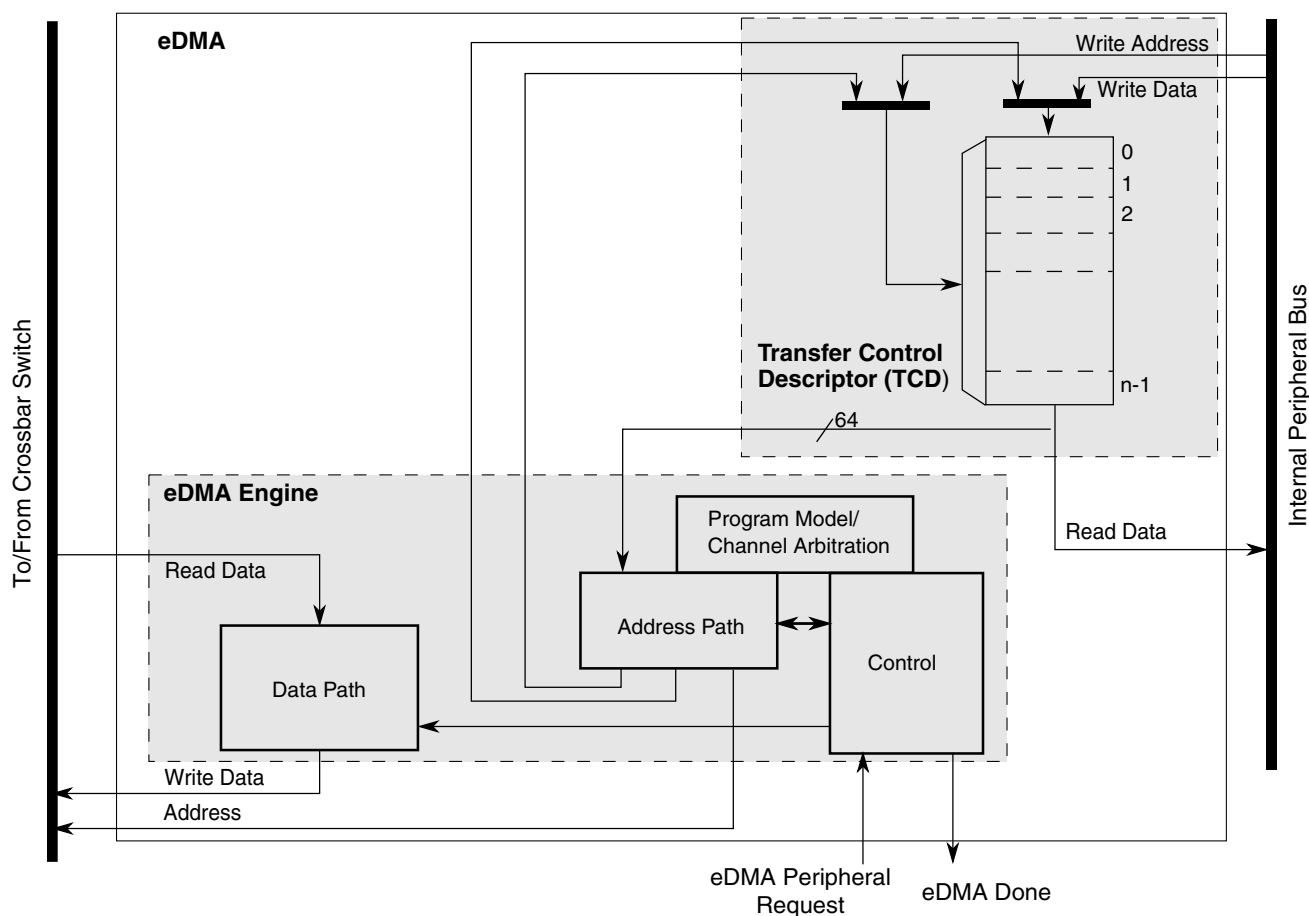 eDMA
Write Address
Write Data
0
1
2
n-1
Transfer Control
Descriptor (TCD)
64
To/From Crossbar Switch
Internal Peripheral Bus
eDMA Engine
Program Model/
Channel Arbitration
Read Data
Read Data
Address Path
Control
Data Path
Write Data
Address
eDMA Peripheral
Request
eDMA Done